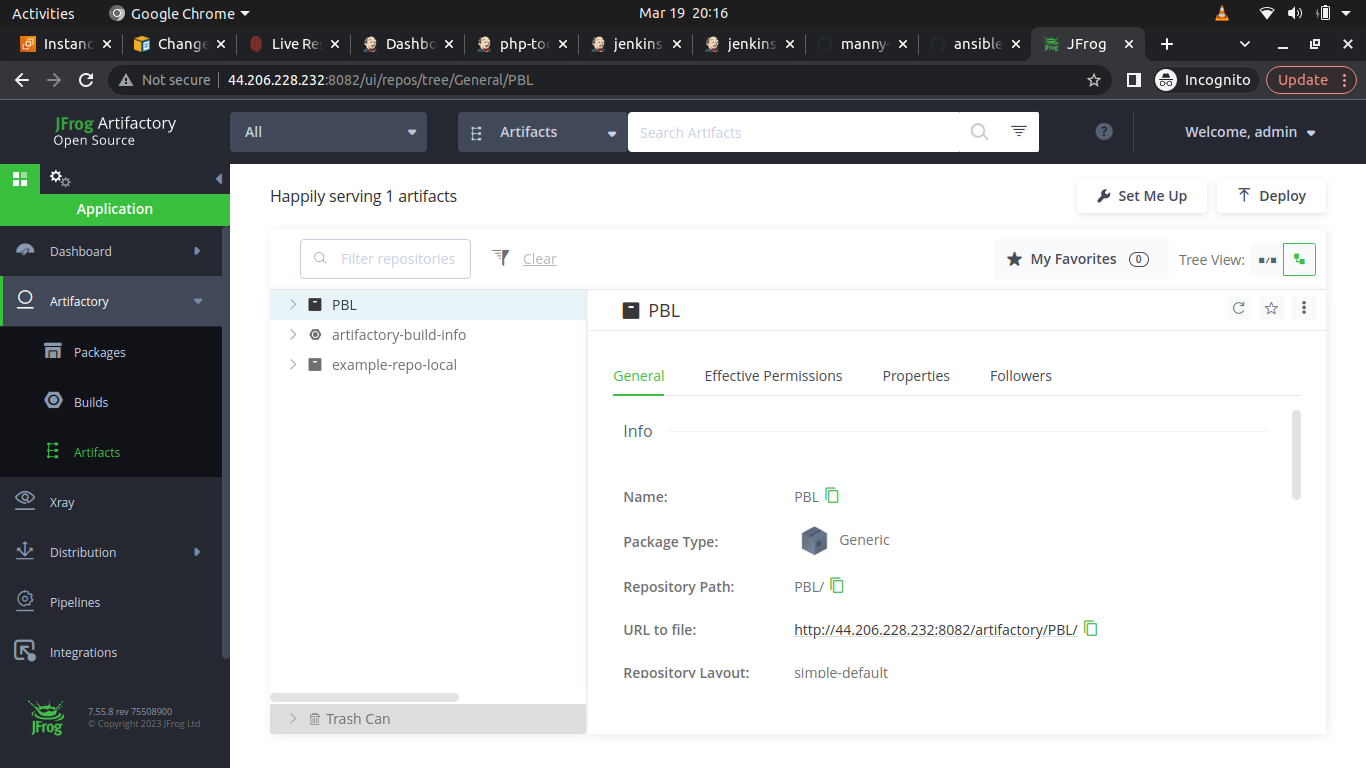 Activities
Google Chrome
Mar 19 20:16
Instanc
Change
Live Re
Dashbo
php-too
jenkins
jenkins
manny-
ansible
JFrog
Not secure
44.206.228.232:8082/ui/repos/tree/General/PBL
Incognito
Update
JFrog Artifactory
Open Source
All
Artifacts
Search Artifacts
?
Welcome, admin
Application
Happily serving 1 artifacts
Set Me Up
Deploy
Dashboard
Artifactory
Packages
Builds
Artifacts
Xray
Distribution
Pipelines
Integrations
JFrog
7.55.8 rev 75508900
© Copyright 2023 JFrog Ltd
Filter repositories
Clear
My Favorites 0
Tree View:
PBL
artifactory-build-info
example-repo-local
Trash Can
PBL
General
Effective Permissions
Properties
Followers
Info
Name: PBL
Package Type: Generic
Repository Path: PBL/
URL to file: http://44.206.228.232:8082/artifactory/PBL/
Repository Layout: simple-default